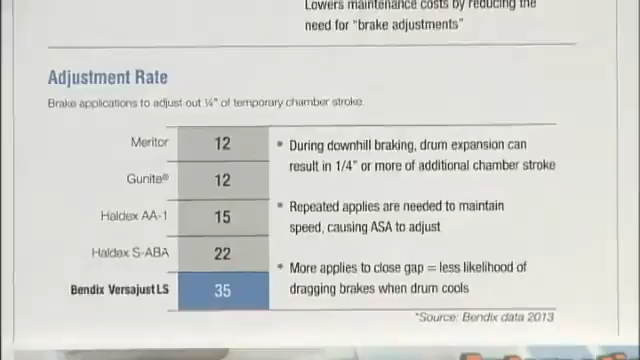 Lowers maintenance costs by reducing the
need for "brake adjustments"
Adjustment Rate
Brake applications to adjust out ¼" of temporary chamber stroke.
Meritor 12
Gunite® 12
Haldex AA-1 15
Haldex S-ABA 22
Bendix Versajust LS 35
• During downhill braking, drum expansion can
result in 1/4" or more of additional chamber stroke
• Repeated applies are needed to maintain
speed, causing ASA to adjust
• More applies to close gap = less likelihood of
dragging brakes when drum cools
*Source: Bendix data 2013